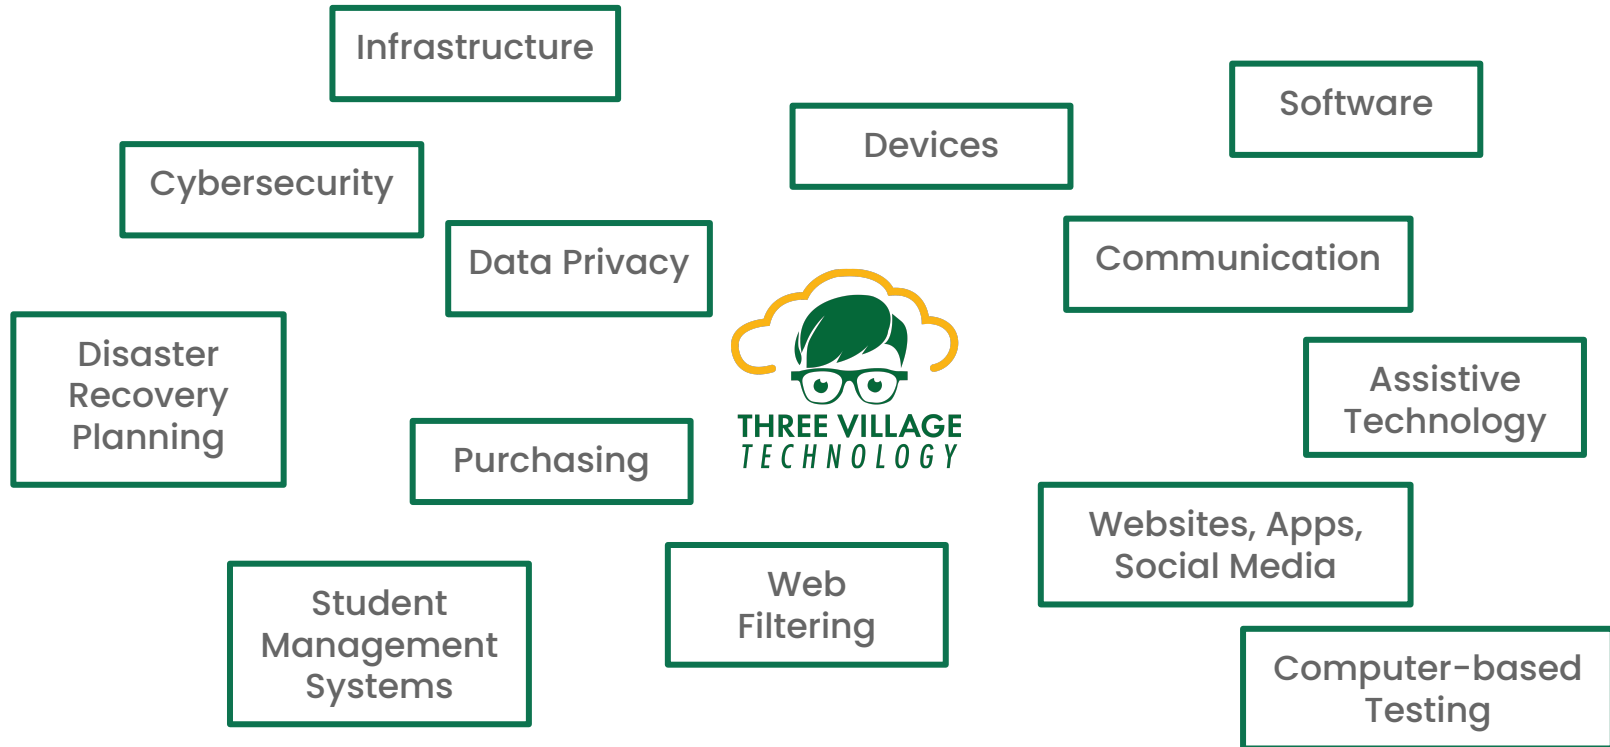 Infrastructure
Software
Devices
Cybersecurity
Data Privacy
Communication
Disaster
Recovery
Planning
THREE VILLAGE
TECHNOLOGY
Assistive
Technology
Purchasing
Websites, Apps,
Social Media
Web
Filtering
Student
Management
Systems
Computer-based
Testing